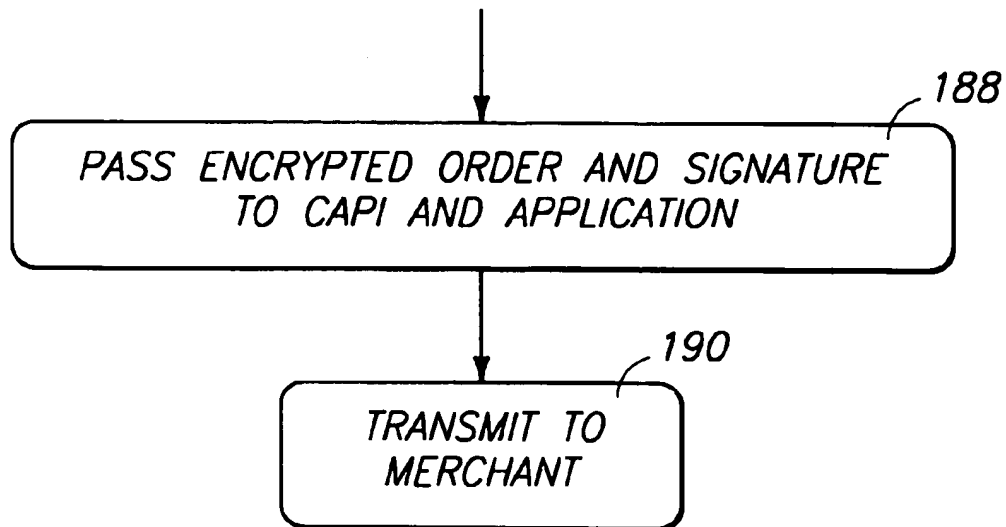 188
PASS ENCRYPTED ORDER AND SIGNATURE
TO CAPI AND APPLICATION
190
TRANSMIT TO
MERCHANT